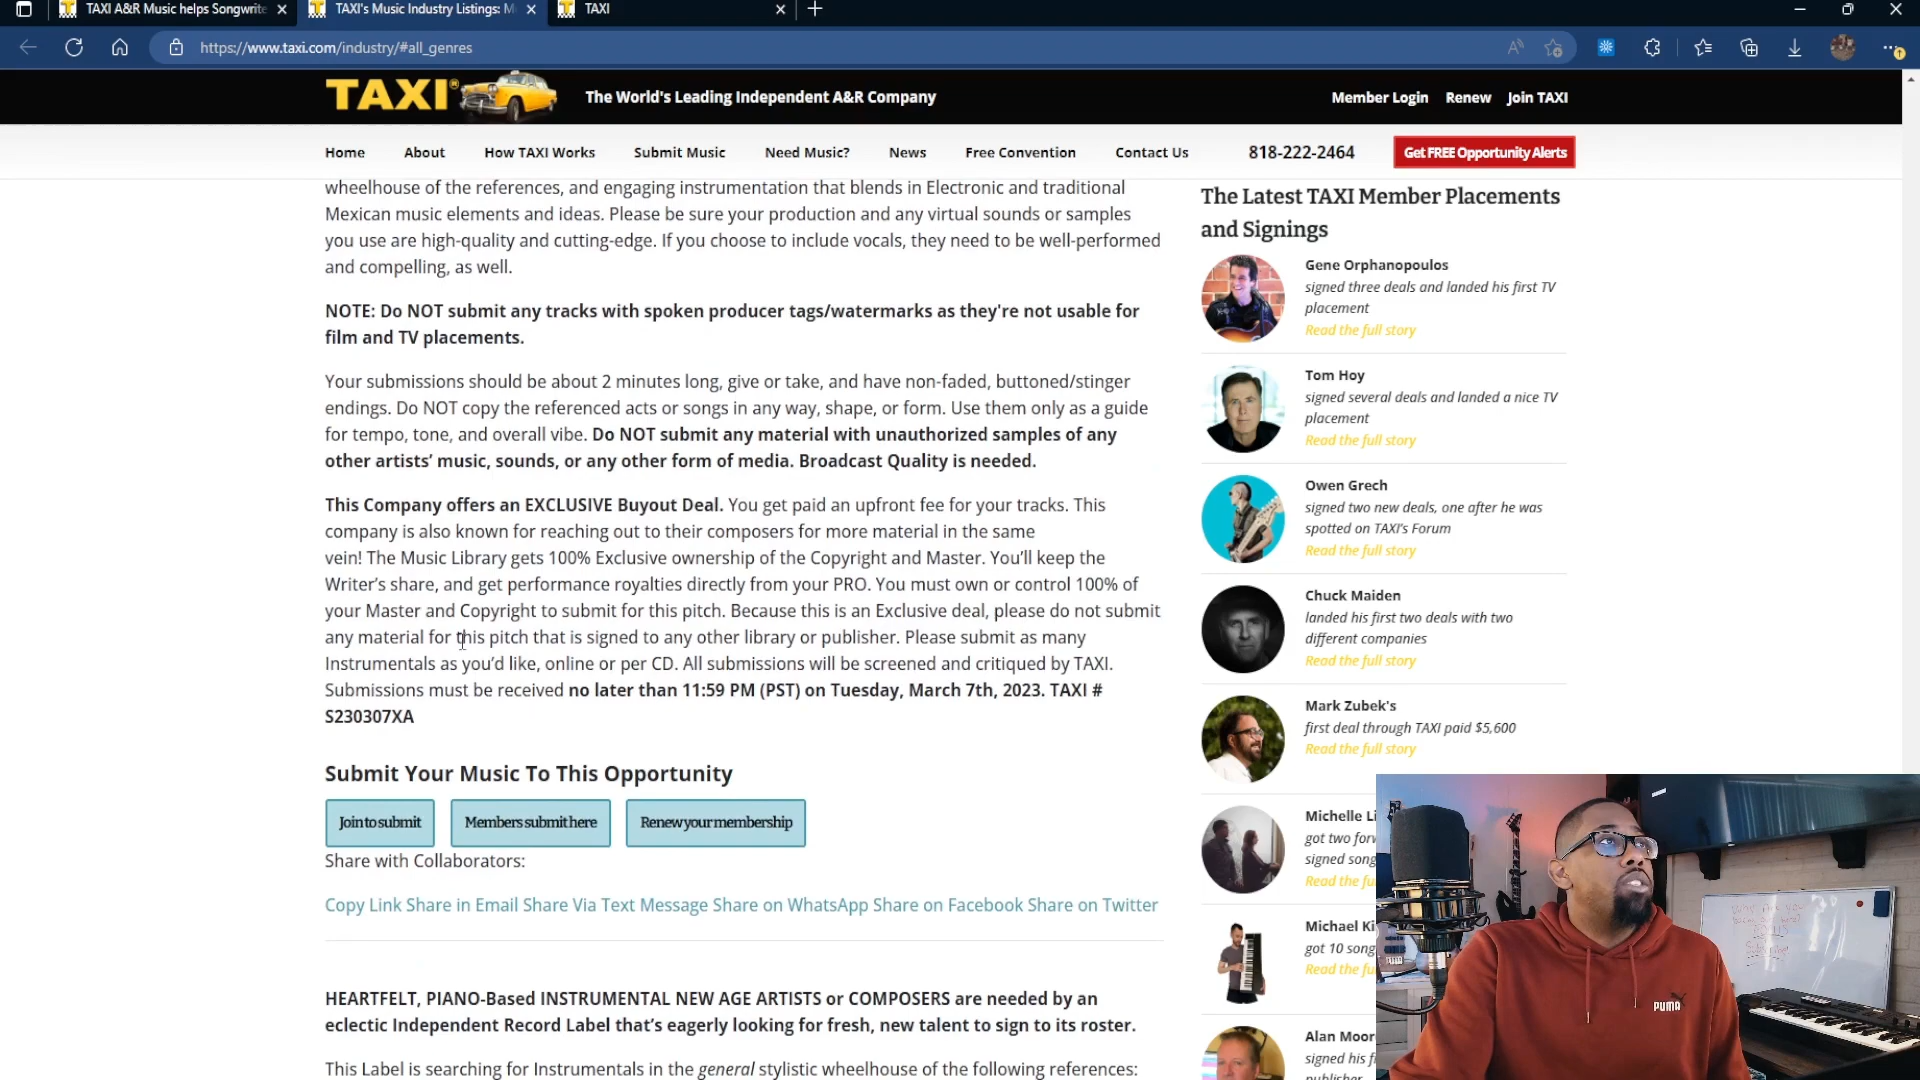 TAXI A&R Music helps Songwrite
TAXI's Music Industry Listings: M
TAXI
https://www.taxi.com/industry/#all_genres
TAXI®
The World's Leading Independent A&R Company
Member Login Renew Join TAXI
Home About How TAXI Works Submit Music Need Music? News Free Convention Contact Us 818-222-2464 Get FREE Opportunity Alerts
wheelhouse of the references, and engaging instrumentation that blends in Electronic and traditional
Mexican music elements and ideas. Please be sure your production and any virtual sounds or samples
you use are high-quality and cutting-edge. If you choose to include vocals, they need to be well-performed
and compelling, as well.
NOTE: Do NOT submit any tracks with spoken producer tags/watermarks as they're not usable for
film and TV placements.
Your submissions should be about 2 minutes long, give or take, and have non-faded, buttoned/stinger
endings. Do NOT copy the referenced acts or songs in any way, shape, or form. Use them only as a guide
for tempo, tone, and overall vibe. Do NOT submit any material with unauthorized samples of any
other artists’ music, sounds, or any other form of media. Broadcast Quality is needed.
This Company offers an EXCLUSIVE Buyout Deal. You get paid an upfront fee for your tracks. This
company is also known for reaching out to their composers for more material in the same
vein! The Music Library gets 100% Exclusive ownership of the Copyright and Master. You’ll keep the
Writer’s share, and get performance royalties directly from your PRO. You must own or control 100% of
your Master and Copyright to submit for this pitch. Because this is an Exclusive deal, please do not submit
any material for this pitch that is signed to any other library or publisher. Please submit as many
Instrumentals as you’d like, online or per CD. All submissions will be screened and critiqued by TAXI.
Submissions must be received no later than 11:59 PM (PST) on Tuesday, March 7th, 2023. TAXI #
S230307XA
Submit Your Music To This Opportunity
Join to submit Members submit here Renew your membership
Share with Collaborators:
Copy Link Share in Email Share Via Text Message Share on WhatsApp Share on Facebook Share on Twitter
HEARTFELT, PIANO-Based INSTRUMENTAL NEW AGE ARTISTS or COMPOSERS are needed by an
eclectic Independent Record Label that’s eagerly looking for fresh, new talent to sign to its roster.
This Label is searching for Instrumentals in the general stylistic wheelhouse of the following references:
The Latest TAXI Member Placements
and Signings
Gene Orphanopoulos
signed three deals and landed his first TV
placement
Read the full story
Tom Hoy
signed several deals and landed a nice TV
placement
Read the full story
Owen Grech
signed two new deals, one after he was
spotted on TAXI's Forum
Read the full story
Chuck Maiden
landed his first two deals with two
different companies
Read the full story
Mark Zubek's
first deal through TAXI paid $5,600
Read the full story
Michelle Li
got two for
signed song
Read the fu
Michael Ki
got 10 song
Read the fu
Alan Moor
signed his f
publisher
PUMA